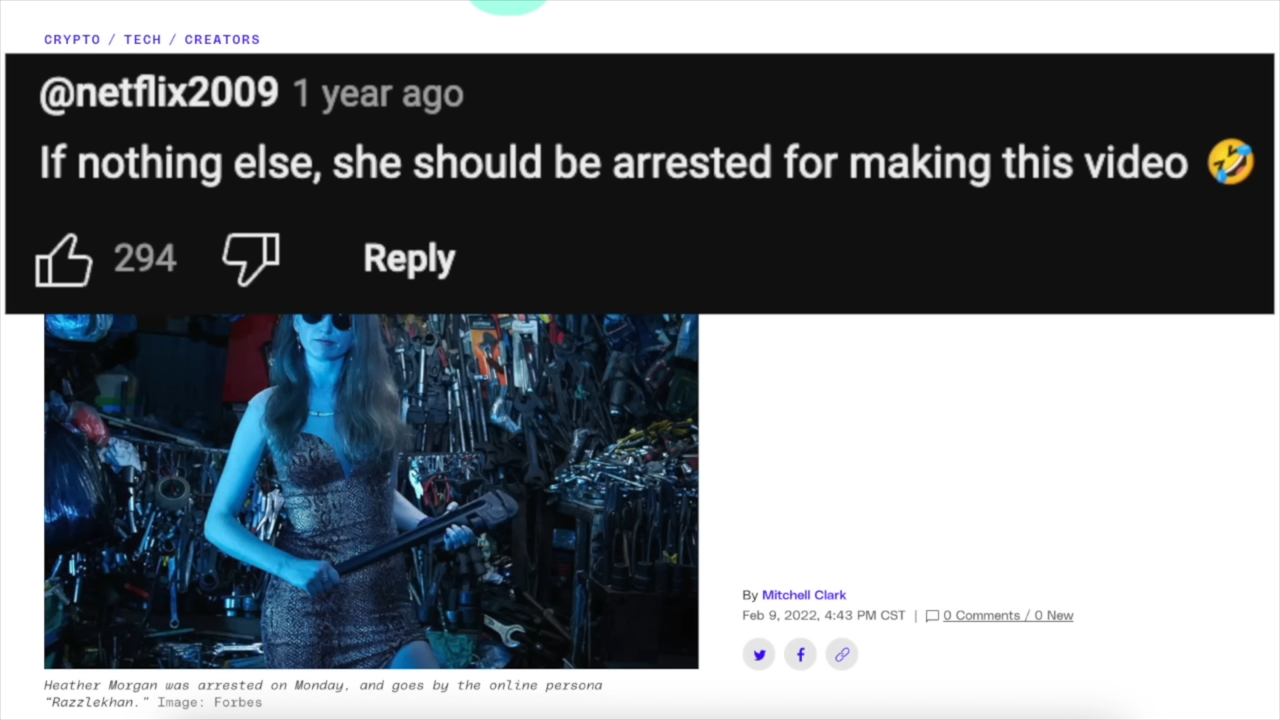 CRYPTO / TECH / CREATORS
@netflix2009 1 year ago
If nothing else, she should be arrested for making this video 🤣
294 Reply
By Mitchell Clark
Feb 9, 2022, 4:43 PM CST | 0 Comments / 0 New
Heather Morgan was arrested on Monday, and goes by the online persona
“Razzlekhan.” Image: Forbes